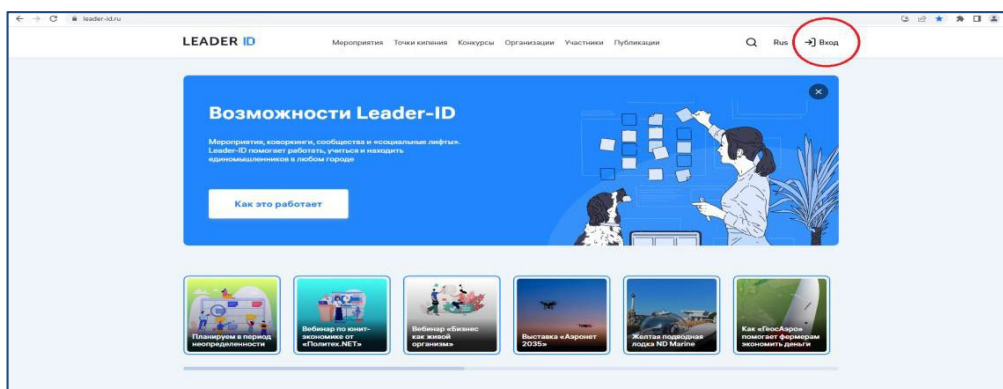 leader-id.ru
LEADER ID
Мероприятия Точки кипения Конкурсы Организации Участники Публикации
Rus Вход
Возможности Leader-ID
Мероприятия, коворкинги, сообщества и «социальные лифты».
Leader-ID помогает работать, учиться и находить
единомышленников в любом городе
Как это работает
Планируем в период
неопределенности
Вебинар по юнит-
экономике от
«Политех.NET»
Вебинар «Бизнес
как живой
организм»
Выставка «Аэронет
2035»
Желтая подводная
лодка ND Marine
Как «ГеосАэро»
помогает фермерам
экономить деньги